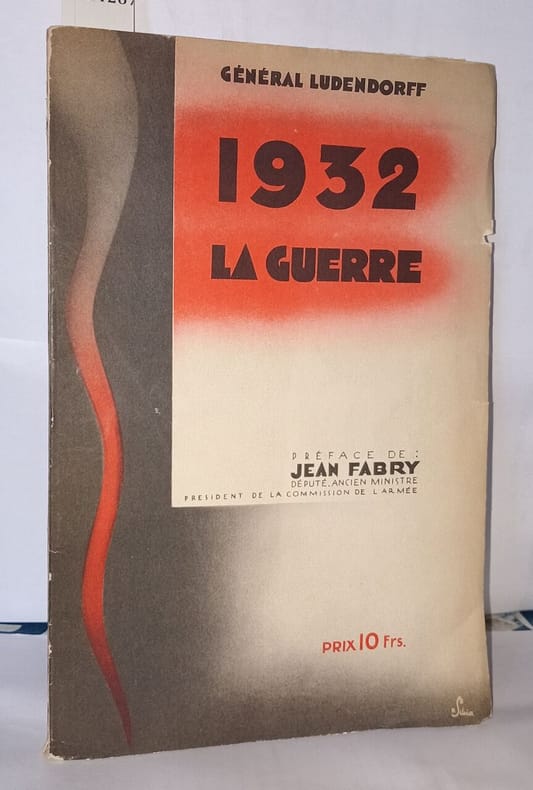 GÉNÉRAL LUDENDORFF
1932
LA GUERRE
PRÉFACE DE :
JEAN FABRY
DÉPUTÉ, ANCIEN MINISTRE
PRESIDENT DE LA COMMISSION DE L'ARMÉE
PRIX 10 Frs.